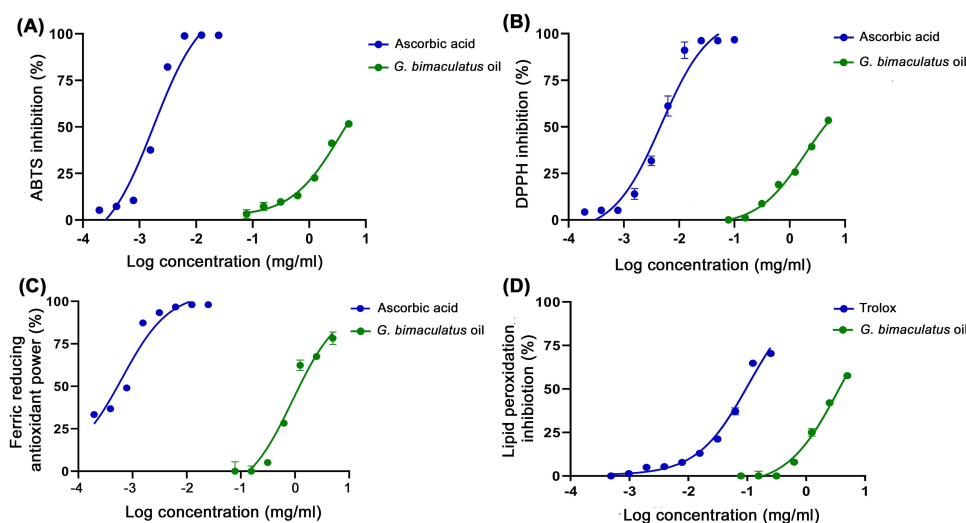 (A)
ABTS inhibition (%)
100
75
50
25
0
-4
-3
-2
-1
0
1
Log concentration (mg/ml)
Ascorbic acid
G. bimaculatus oil
(B)
DPPH inhibition (%)
100
75
50
25
0
-4
-3
-2
-1
0
1
Log concentration (mg/ml)
Ascorbic acid
G. bimaculatus oil
(C)
Ferric reducing
antioxidant power (%)
100
75
50
25
0
-4
-3
-2
-1
0
1
Log concentration (mg/ml)
Ascorbic acid
G. bimaculatus oil
(D)
Lipid peroxidation
inhibiotion (%)
100
75
50
25
0
-4
-3
-2
-1
0
1
Log concentration (mg/ml)
Trolox
G. bimaculatus oil